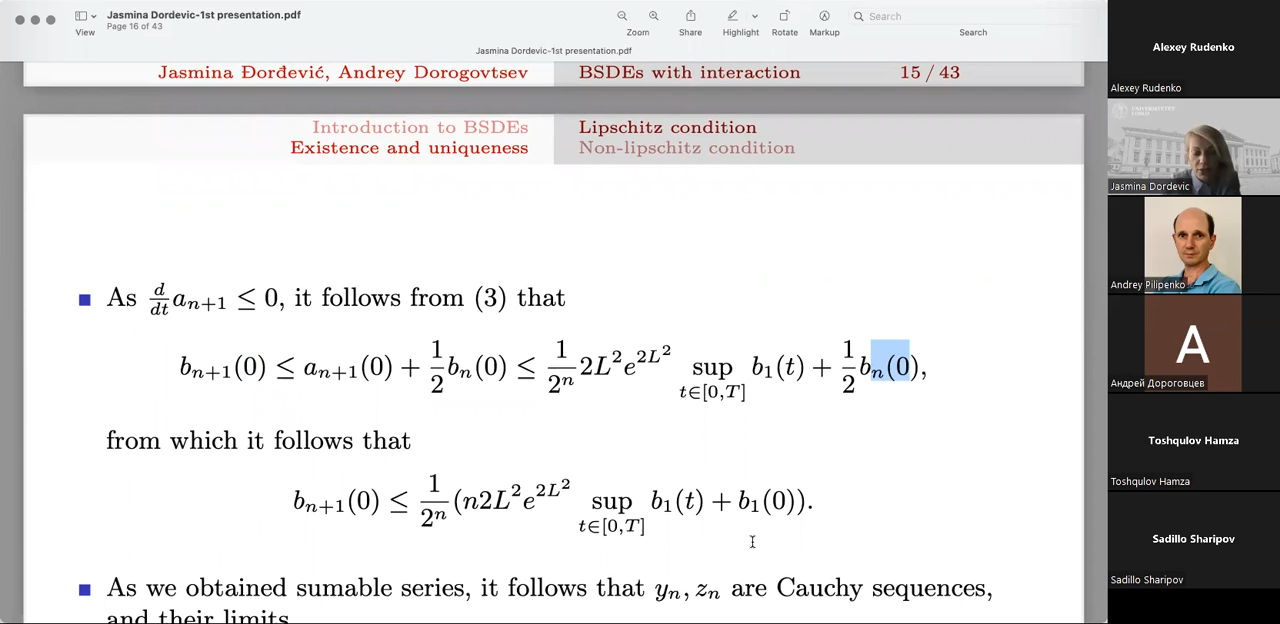 Jasmina Dordevic-1st presentation.pdf
Page 16 of 43
View
Zoom
Share
Highlight
Rotate
Markup
Search
Search
Jasmina Dordevic-1st presentation.pdf
Jasmina Đorđević, Andrey Dorogovtsev BSDEs with interaction 15 / 43
Introduction to BSDEs Lipschitz condition
Existence and uniqueness Non-lipschitz condition
As d/dt a_{n+1} ≤ 0, it follows from (3) that
b_{n+1}(0) ≤ a_{n+1}(0) + 1/2 b_n(0) ≤ 1/2^n 2L^2 e^{2L^2} sup_{t∈[0,T]} b_1(t) + 1/2 b_n(0),
from which it follows that
b_{n+1}(0) ≤ 1/2^n (n2L^2 e^{2L^2} sup_{t∈[0,T]} b_1(t) + b_1(0)).
As we obtained sumable series, it follows that y_n, z_n are Cauchy sequences,
and their limits
Alexey Rudenko
Alexey Rudenko
Jasmina Dordevic
Andrey Pilipenko
А
Андрей Дороговцев
Toshqulov Hamza
Toshqulov Hamza
Sadillo Sharipov
Sadillo Sharipov